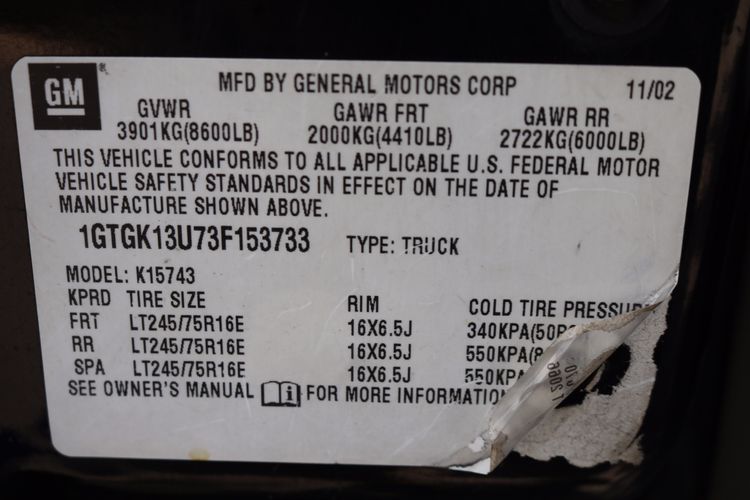 GM ®
MFD BY GENERAL MOTORS CORP 11/02
GVWR GAWR FRT GAWR RR
3901KG(8600LB) 2000KG(4410LB) 2722KG(6000LB)
THIS VEHICLE CONFORMS TO ALL APPLICABLE U.S. FEDERAL MOTOR
VEHICLE SAFETY STANDARDS IN EFFECT ON THE DATE OF
MANUFACTURE SHOWN ABOVE.
1GTGK13U73F153733 TYPE: TRUCK
MODEL: K15743
KPRD TIRE SIZE RIM COLD TIRE
FRT LT245/75R16E 16X6.5J 340KPA(50
RR LT245/75R16E 16X6.5J 550KPA(8
SPA LT245/75R16E 16X6.5J 550KPA
SEE OWNER'S MANUAL i FOR MORE